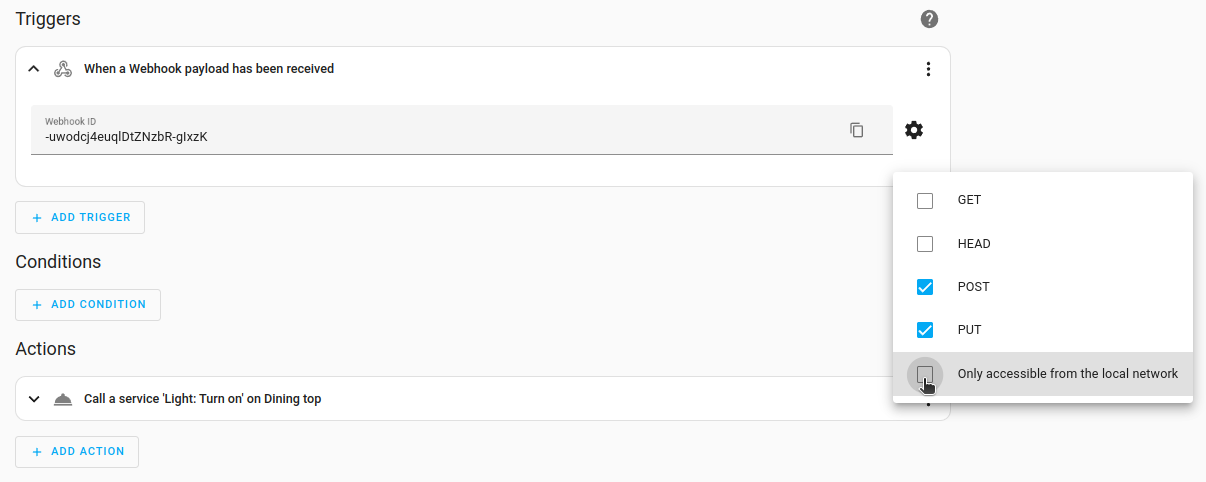 Triggers
When a Webhook payload has been received
Webhook ID
-uwodcj4euqlDtZNzbR-gIxzK
ADD TRIGGER
GET
HEAD
POST
PUT
Only accessible from the local network
Conditions
ADD CONDITION
Actions
Call a service 'Light: Turn on' on Dining top
ADD ACTION